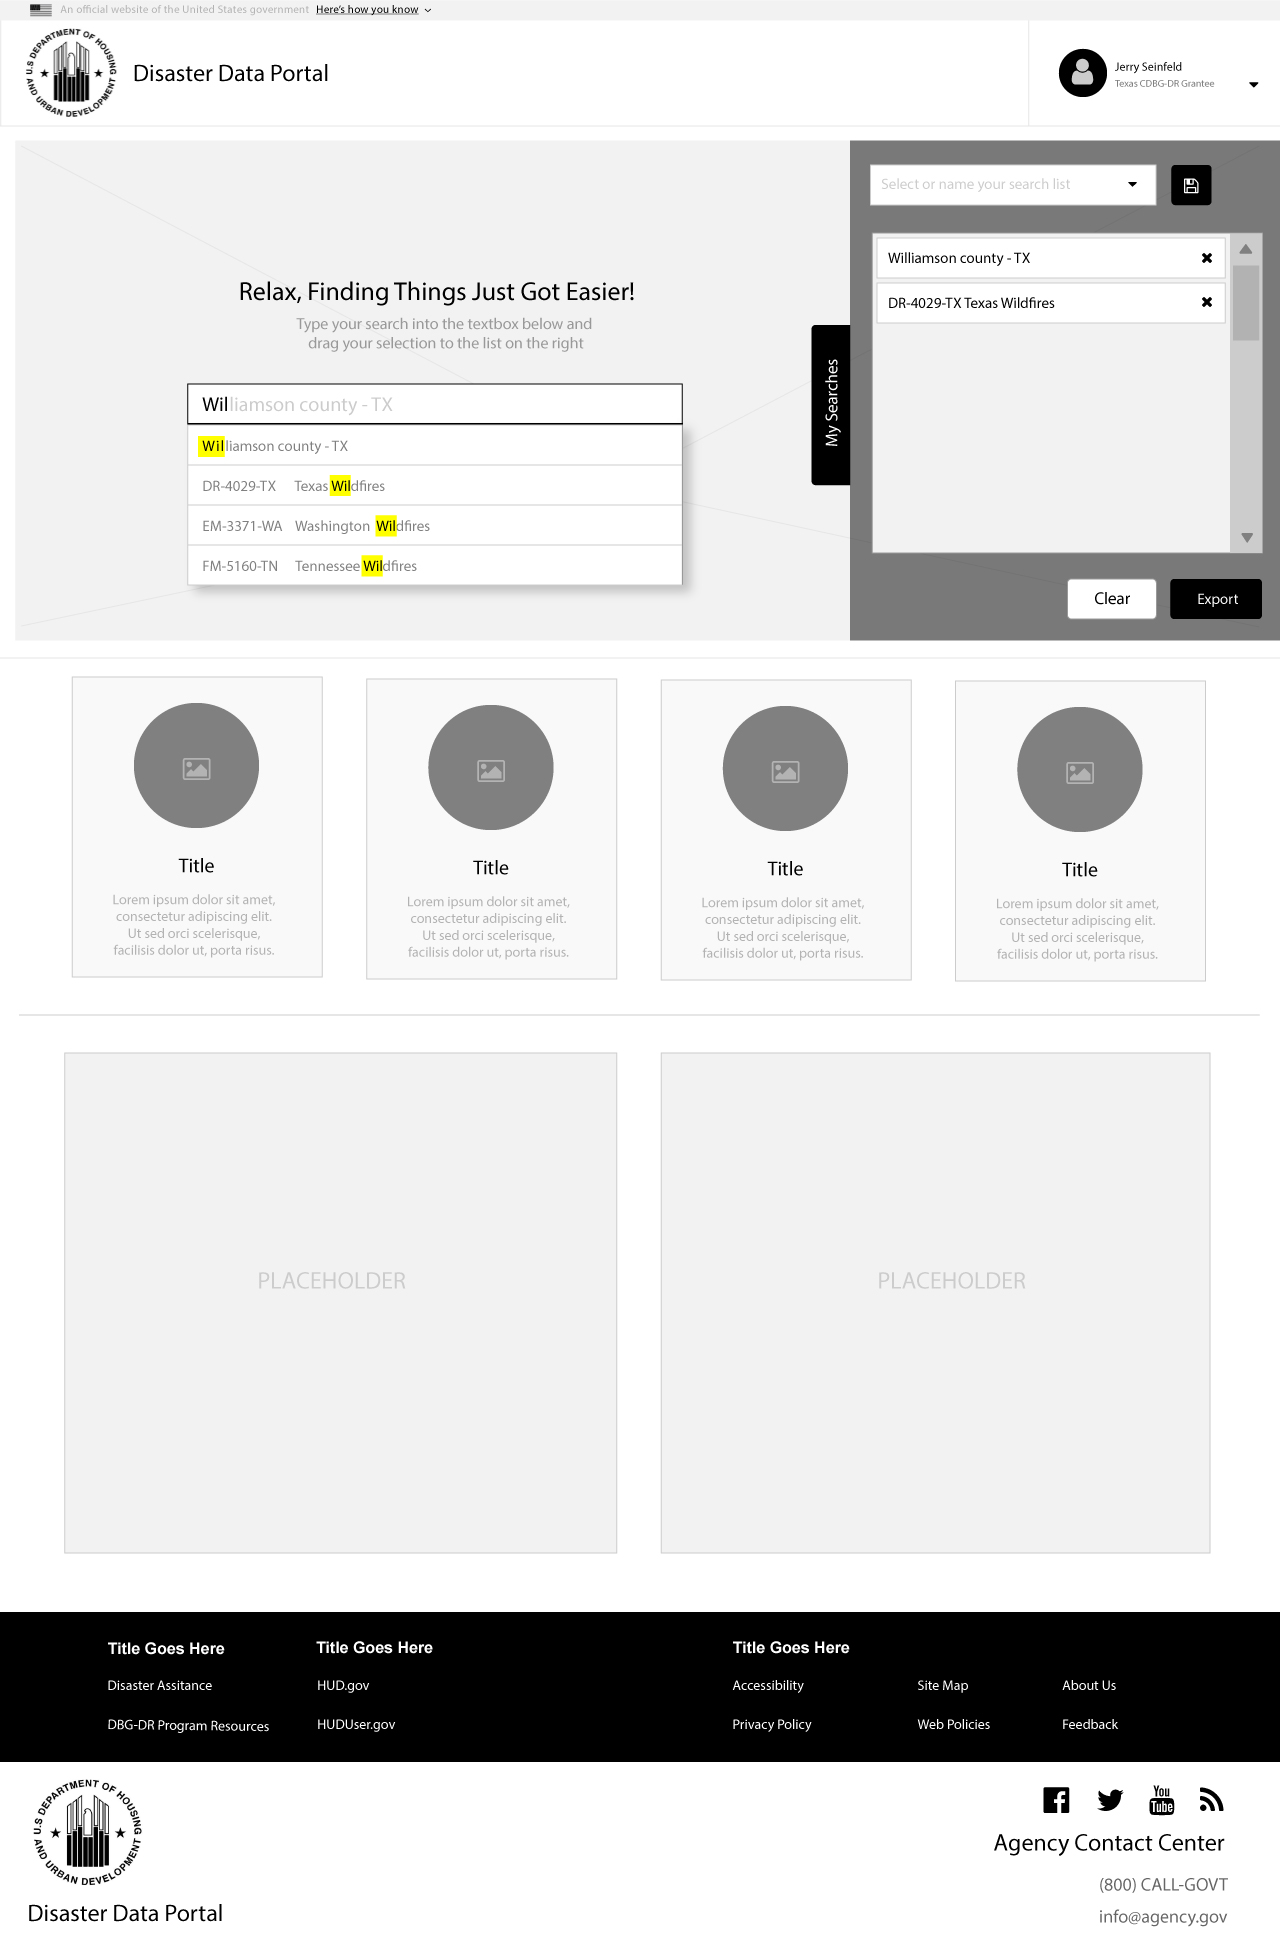 An official website of the United States government Here's how you know
U.S DEPARTMENT OF HOUSING
AND URBAN DEVELOPMENT
Disaster Data Portal
Jerry Seinfeld
Texas CDBG-DR Grantee
Relax, Finding Things Just Got Easier!
Type your search into the textbox below and
drag your selection to the list on the right
Williamson county - TX
Williamson county - TX
DR-4029-TX Texas Wildfires
EM-3371-WA Washington Wildfires
FM-5160-TN Tennessee Wildfires
My Searches
Select or name your search list
Williamson county - TX
DR-4029-TX Texas Wildfires
Clear
Export
Title
Lorem ipsum dolor sit amet,
consectetur adipiscing elit.
Ut sed orci scelerisque,
facilisis dolor ut, porta risus.
Title
Lorem ipsum dolor sit amet,
consectetur adipiscing elit.
Ut sed orci scelerisque,
facilisis dolor ut, porta risus.
Title
Lorem ipsum dolor sit amet,
consectetur adipiscing elit.
Ut sed orci scelerisque,
facilisis dolor ut, porta risus.
Title
Lorem ipsum dolor sit amet,
consectetur adipiscing elit.
Ut sed orci scelerisque,
facilisis dolor ut, porta risus.
PLACEHOLDER
PLACEHOLDER
Title Goes Here
Disaster Assitance
DBG-DR Program Resources
Title Goes Here
HUD.gov
HUDUser.gov
Title Goes Here
Accessibility
Site Map
About Us
Privacy Policy
Web Policies
Feedback
U.S DEPARTMENT OF HOUSING
AND URBAN DEVELOPMENT
Disaster Data Portal
You
Tube
Agency Contact Center
(800) CALL-GOVT
info@agency.gov